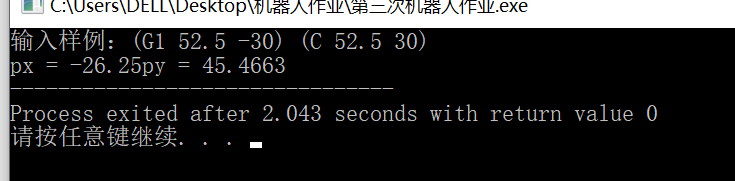 C:\Users\DELL\Desktop\机器人作业\第三次机器人作业.exe
输入样例：(G1 52.5 -30) (C 52.5 30)
px = -26.25py = 45.4663
--------------------------------
Process exited after 2.043 seconds with return value 0
请按任意键继续. . .